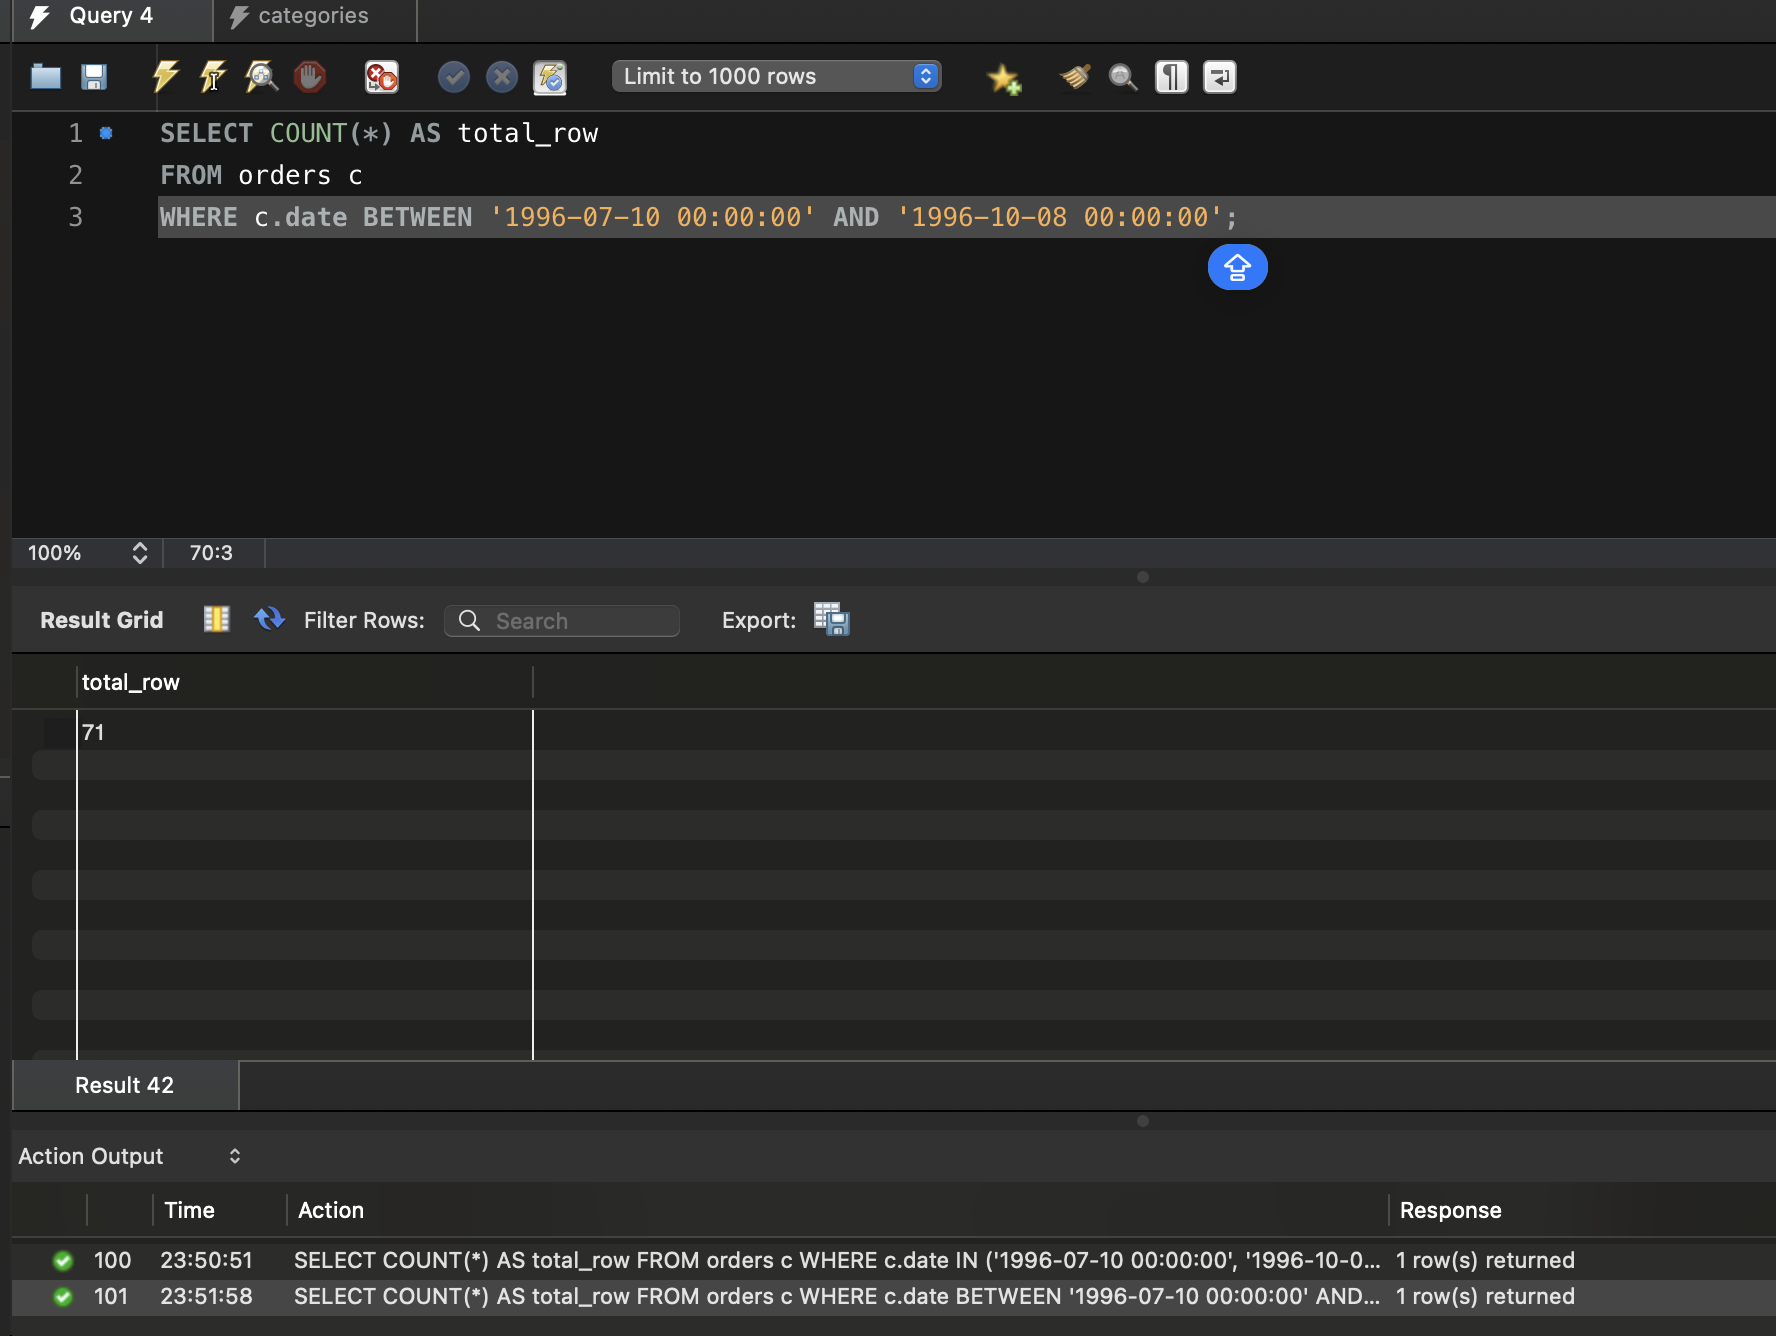 Query 4
categories
Limit to 1000 rows
1 SELECT COUNT(*) AS total_row
2 FROM orders c
3 WHERE c.date BETWEEN '1996-07-10 00:00:00' AND '1996-10-08 00:00:00';
100% 70:3
Result Grid Filter Rows: Search Export:
total_row
71
Result 42
Action Output
Time Action Response
100 23:50:51 SELECT COUNT(*) AS total_row FROM orders c WHERE c.date IN ('1996-07-10 00:00:00', '1996-10-0... 1 row(s) returned
101 23:51:58 SELECT COUNT(*) AS total_row FROM orders c WHERE c.date BETWEEN '1996-07-10 00:00:00' AND... 1 row(s) returned